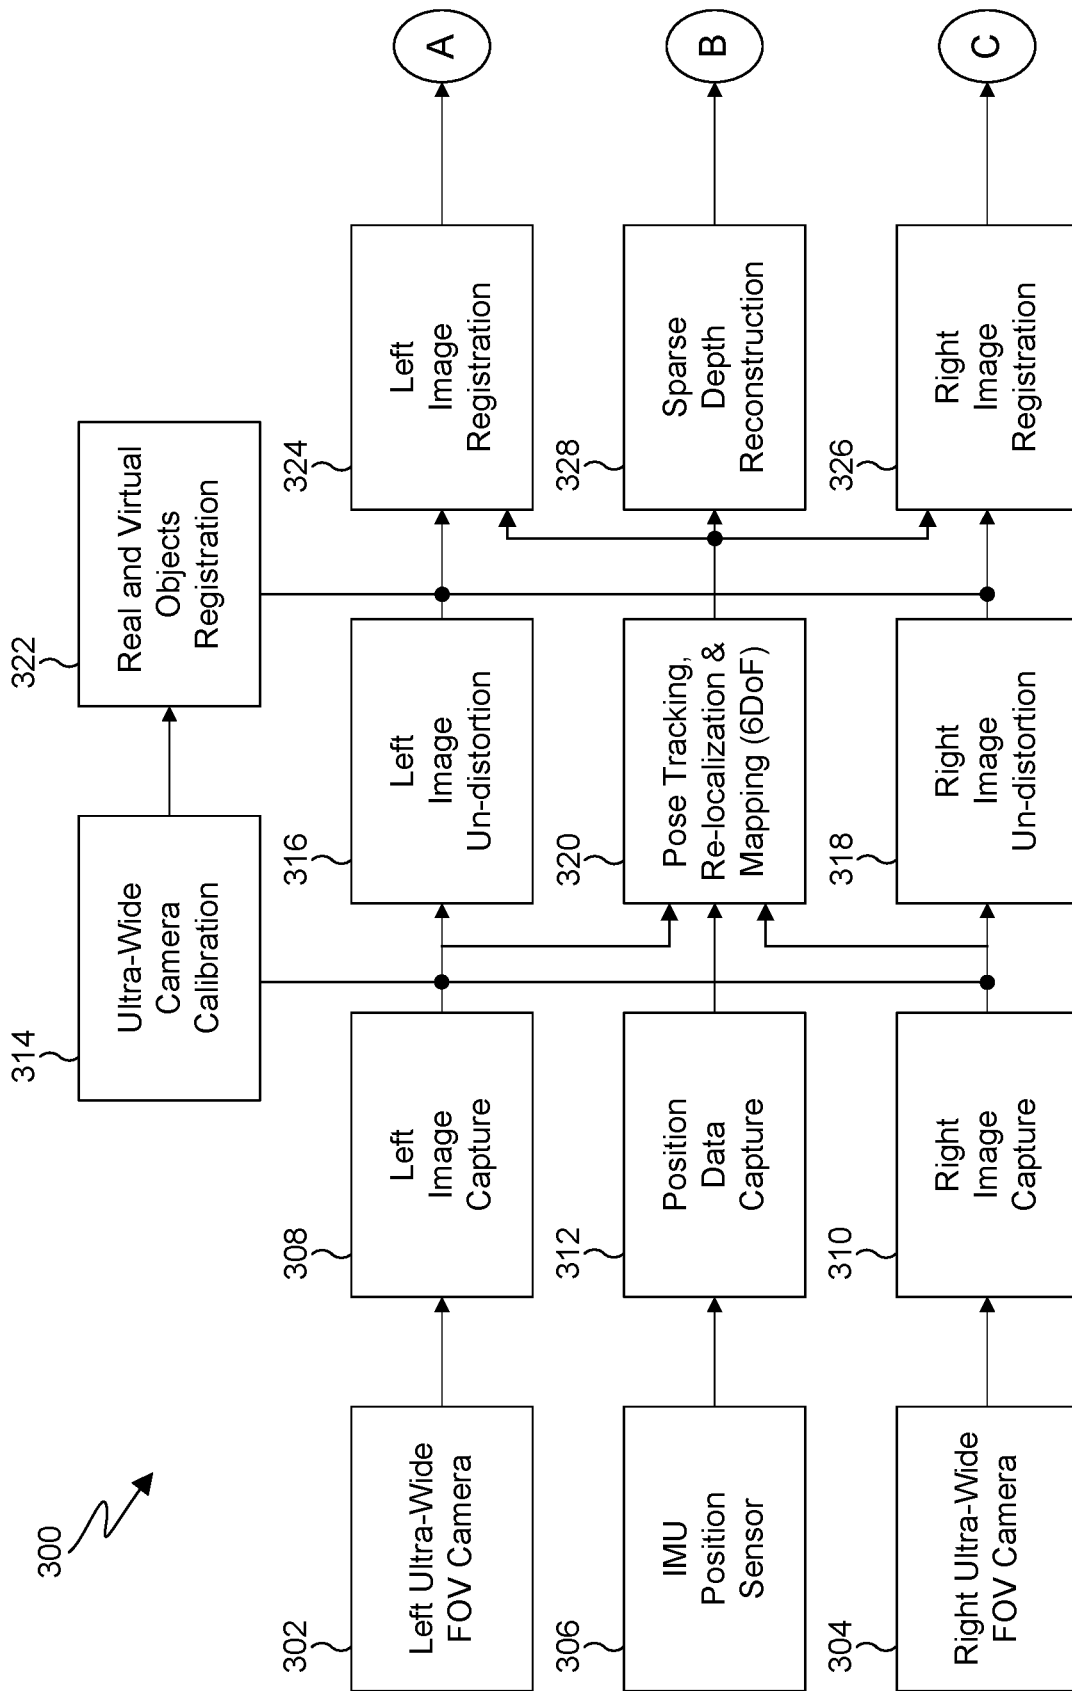 300
314
Ultra-Wide
Camera
Calibration
322
Real and Virtual
Objects
Registration
302
Left Ultra-Wide
FOV Camera
308
Left
Image
Capture
316
Left
Image
Un-distortion
324
Left
Image
Registration
A
306
IMU
Position
Sensor
312
Position
Data
Capture
320
Pose Tracking,
Re-localization &
Mapping (6DoF)
328
Sparse
Depth
Reconstruction
B
304
Right Ultra-Wide
FOV Camera
310
Right
Image
Capture
318
Right
Image
Un-distortion
326
Right
Image
Registration
C